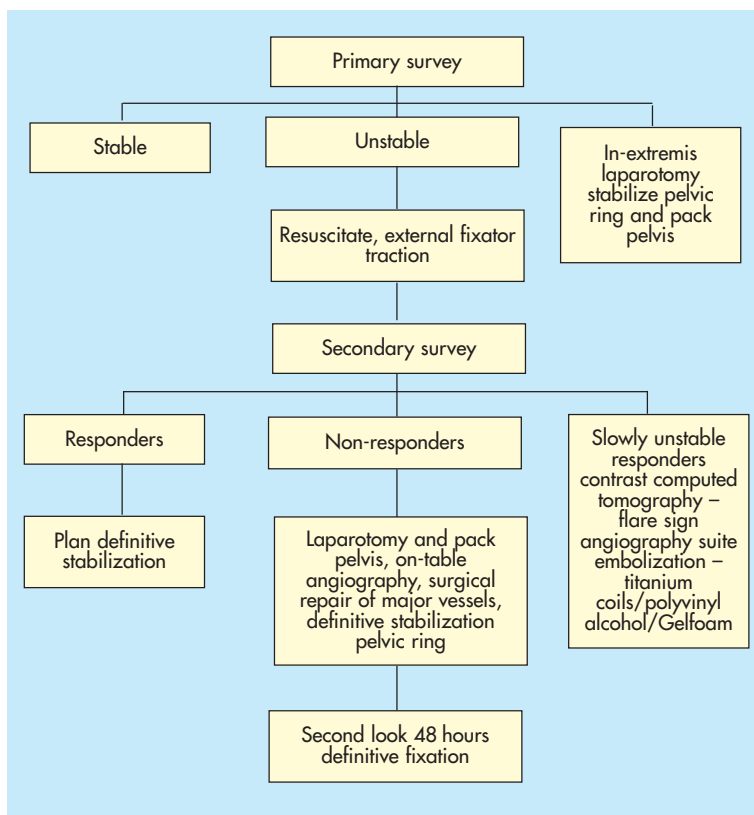 Primary survey
Stable
Unstable
In-extremis
laparotomy
stabilize pelvic
ring and pack
pelvis
Resuscitate, external fixator
traction
Secondary survey
Responders
Non-responders
Slowly unstable
responders
contrast computed
tomography –
flare sign
angiography suite
embolization –
titanium
coils/polyvinyl
alcohol/Gelfoam
Plan definitive
stabilization
Laparotomy and pack
pelvis, on-table
angiography, surgical
repair of major vessels,
definitive stabilization
pelvic ring
Second look 48 hours
definitive fixation